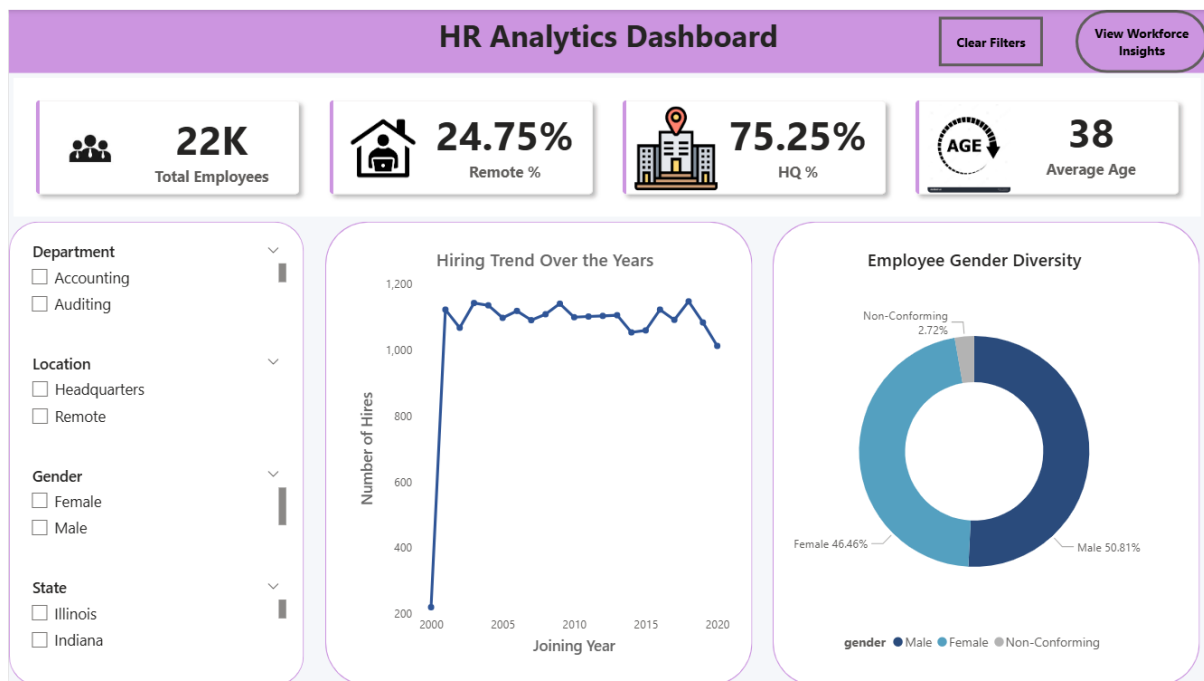 HR Analytics Dashboard
Clear Filters
View Workforce
Insights
22K
Total Employees
24.75%
Remote %
75.25%
HQ %
AGE
38
Average Age
Department
Accounting
Auditing
Location
Headquarters
Remote
Gender
Female
Male
State
Illinois
Indiana
Hiring Trend Over the Years
Number of Hires
1,200
1,000
800
600
400
200
2000 2005 2010 2015 2020
Joining Year
Employee Gender Diversity
Non-Conforming
2.72%
Female 46.46%
Male 50.81%
gender Male Female Non-Conforming